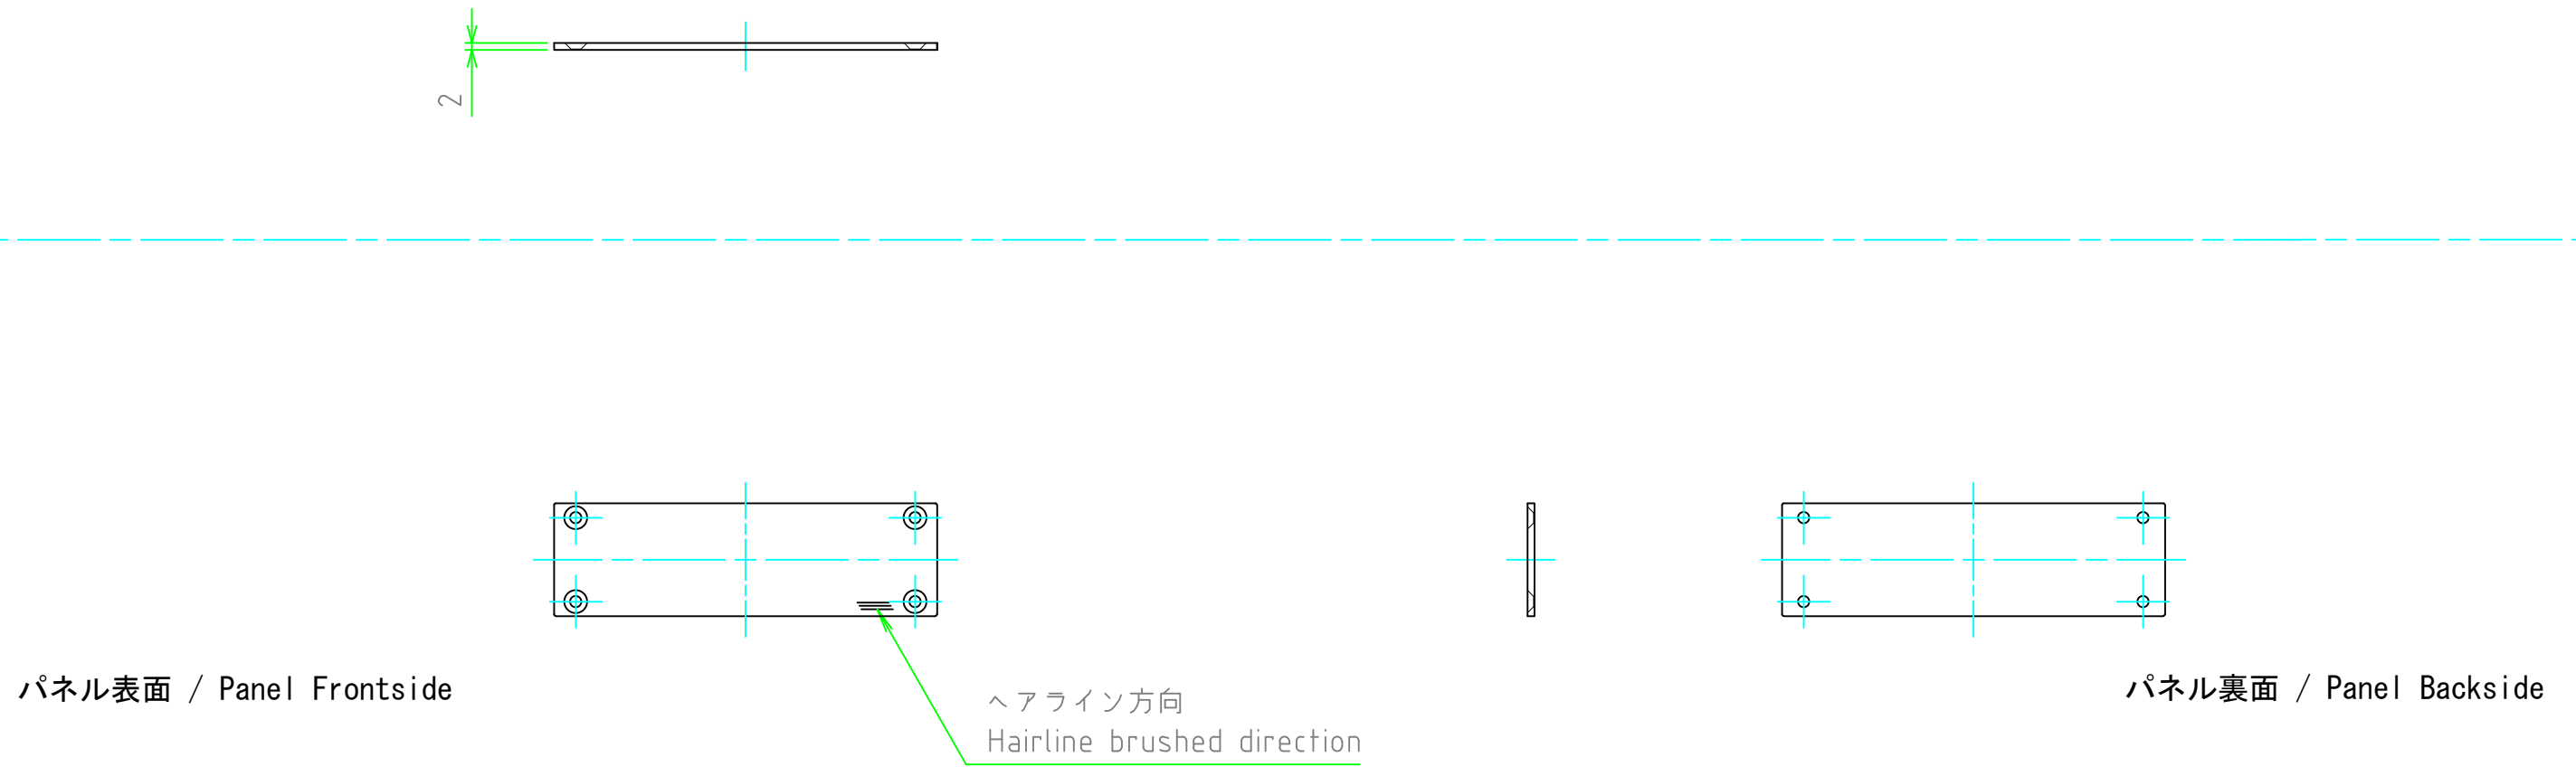 2
パネル表面 / Panel Frontside
ヘアライン方向
Hairline brushed direction
パネル裏面 / Panel Backside